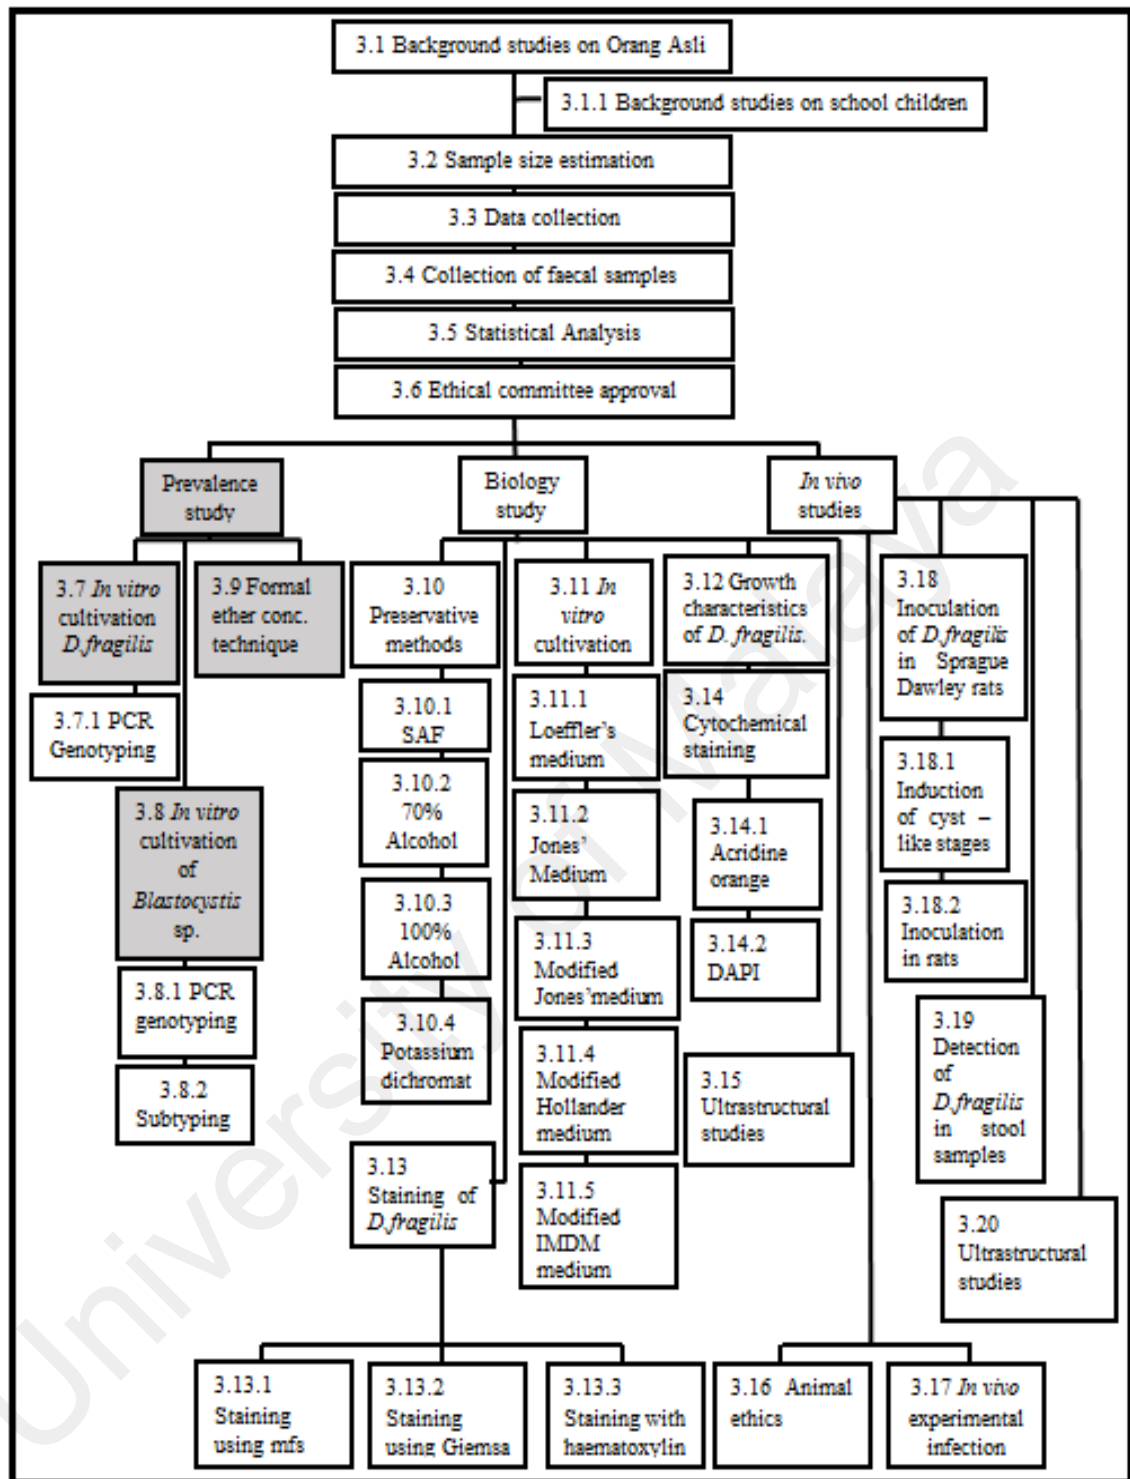 3.1 Background studies on Orang Asli
3.1.1 Background studies on school children
3.2 Sample size estimation
3.3 Data collection
3.4 Collection of faecal samples
3.5 Statistical Analysis
3.6 Ethical committee approval
Prevalence
study
Biology
study
In vivo
studies
3.7 In vitro
cultivation
D.fragilis
3.9 Formal
ether conc.
technique
3.7.1 PCR
Genotyping
3.8 In vitro
cultivation
of
Blastocystis
sp.
3.8.1 PCR
genotyping
3.8.2
Subtyping
3.10
Preservative
methods
3.10.1
SAF
3.10.2
70%
Alcohol
3.10.3
100%
Alcohol
3.10.4
Potassium
dichromat
3.13
Staining of
D.fragilis
3.11 In
vitro
cultivation
3.11.1
Loeffler's
medium
3.11.2
Jones'
Medium
3.11.3
Modified
Jones'medium
3.11.4
Modified
Hollander
medium
3.11.5
Modified
IMDM
medium
3.12 Growth
characteristics
of D. fragilis.
3.14
Cytochemical
staining
3.14.1
Acridine
orange
3.14.2
DAPI
3.15
Ultrastructural
studies
3.18
Inoculation
of D.fragilis
in Sprague
Dawley rats
3.18.1
Induction
of cyst –
like stages
3.18.2
Inoculation
in rats
3.19
Detection
of
D.fragilis
in stool
samples
3.20
Ultrastructural
studies
3.13.1
Staining
using mfs
3.13.2
Staining
using Giemsa
3.13.3
Staining with
haematoxylin
3.16 Animal
ethics
3.17 In vivo
experimental
infection
University of Malaya